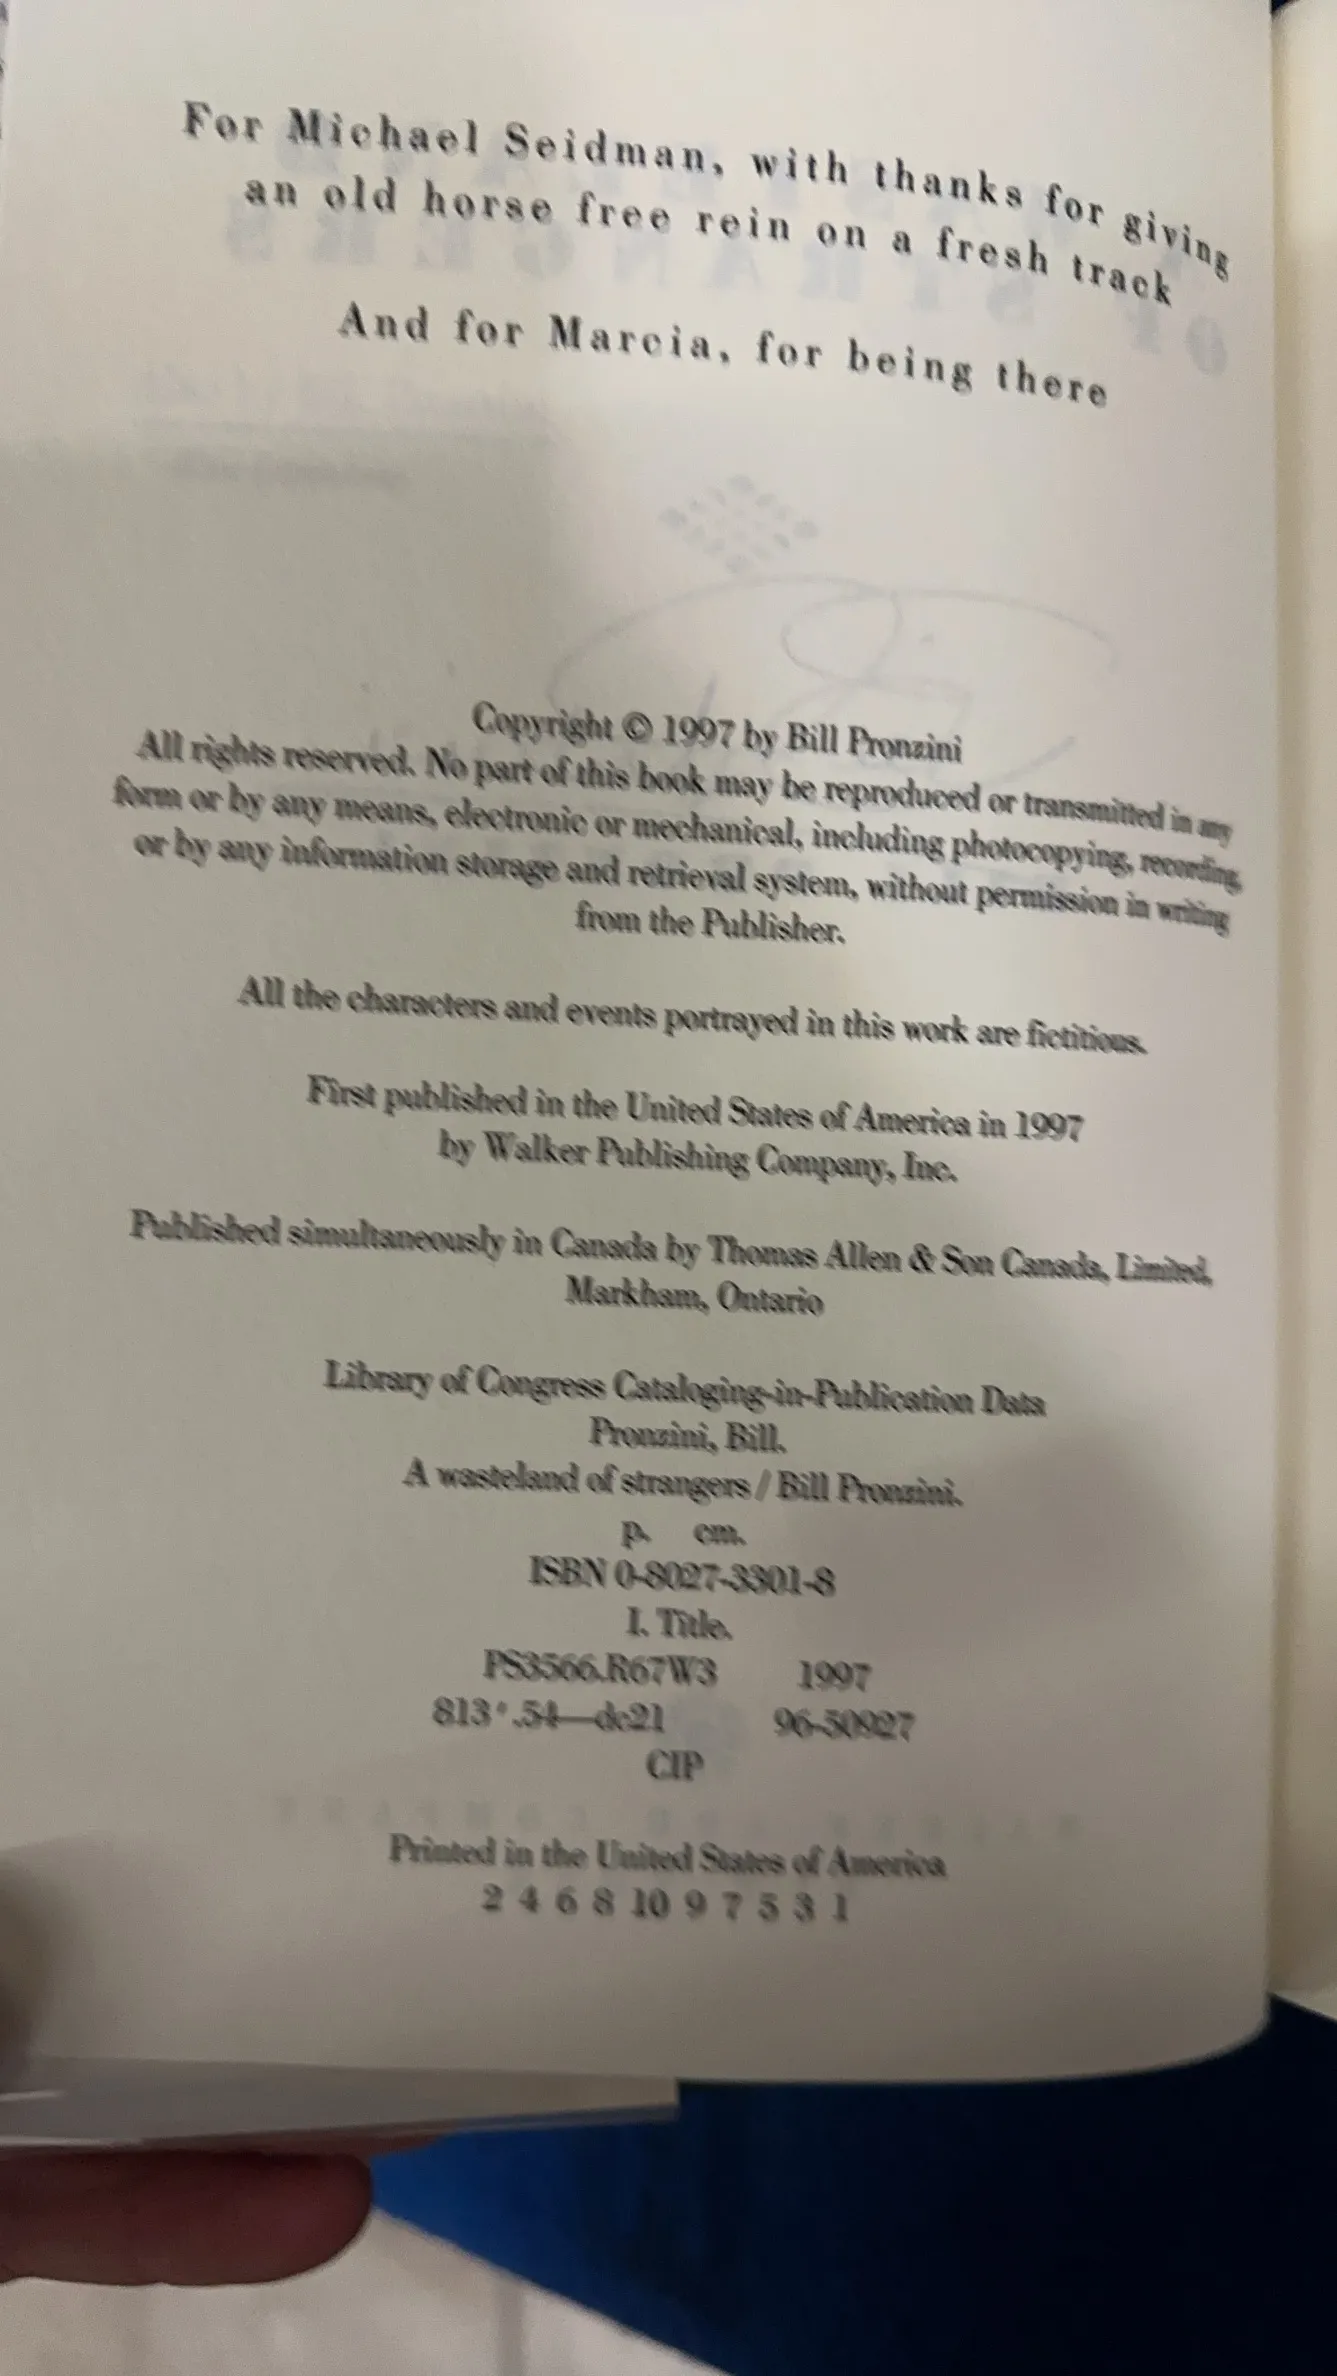 For Michael Seidman, with thanks for giving
an old horse free rein on a fresh track
And for Marcia, for being there
Copyright © 1997 by Bill Pronzini
All rights reserved. No part of this book may be reproduced or transmitted in any
form or by any means, electronic or mechanical, including photocopying, recording,
or by any information storage and retrieval system, without permission in writing
from the Publisher.
All the characters and events portrayed in this work are fictitious.
First published in the United States of America in 1997
by Walker Publishing Company, Inc.
Published simultaneously in Canada by Thomas Allen & Son Canada, Limited,
Markham, Ontario
Library of Congress Cataloging-in-Publication Data
Pronzini, Bill.
A wasteland of strangers / Bill Pronzini.
p. cm.
ISBN 0-8027-3301-8
I. Title.
PS3566.R67W3 1997
813'.54—dc21 96-50927
CIP
Printed in the United States of America
2 4 6 8 10 9 7 5 3 1